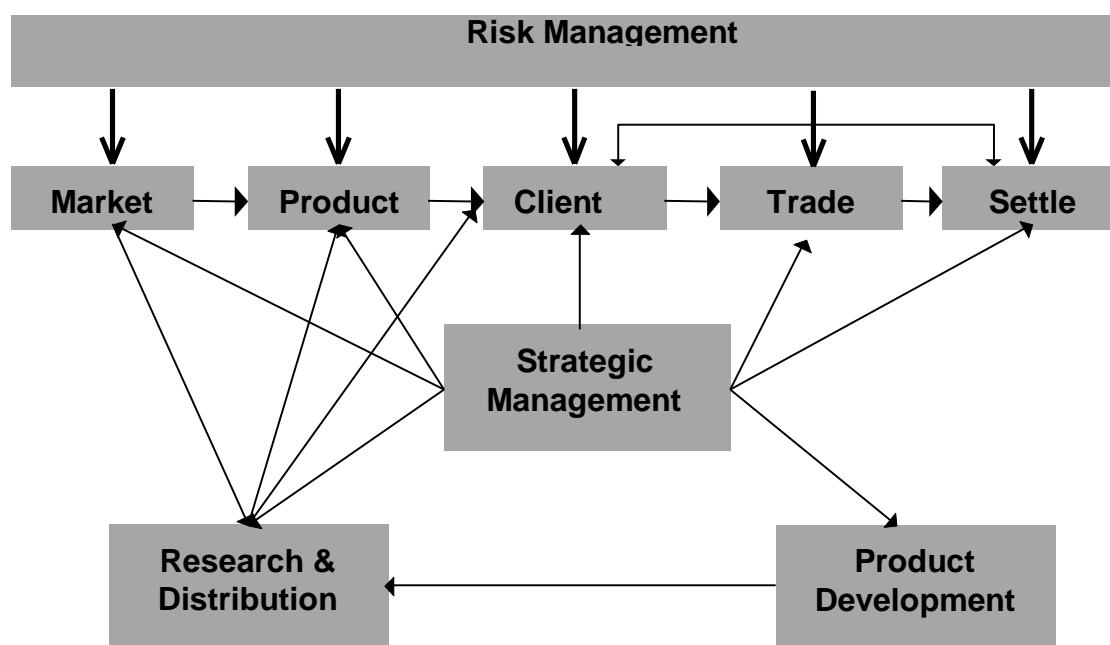 Risk Management
Market
Product
Client
Trade
Settle
Strategic
Management
Research &
Distribution
Product
Development